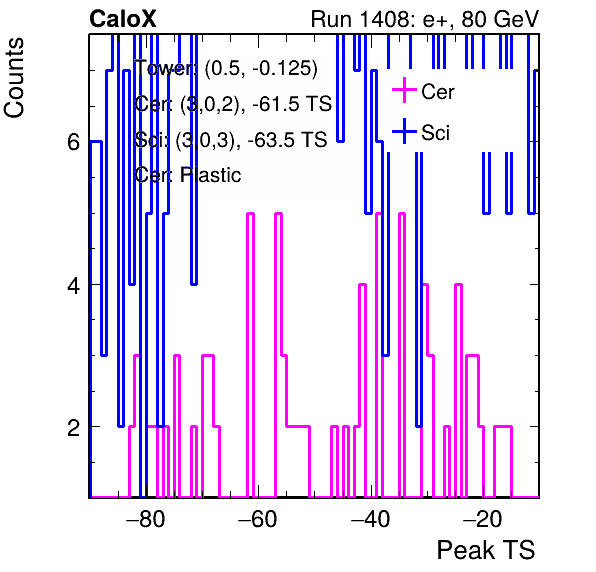 CaloX Run 1408: e+, 80 GeV
Counts
Tower: (0.5, -0.125)
Cer: (3,0,2), -61.5 TS
Sci: (3,0,3), -63.5 TS
Cer: Plastic
Cer
Sci
6
4
2
−80 −60 −40 −20
Peak TS